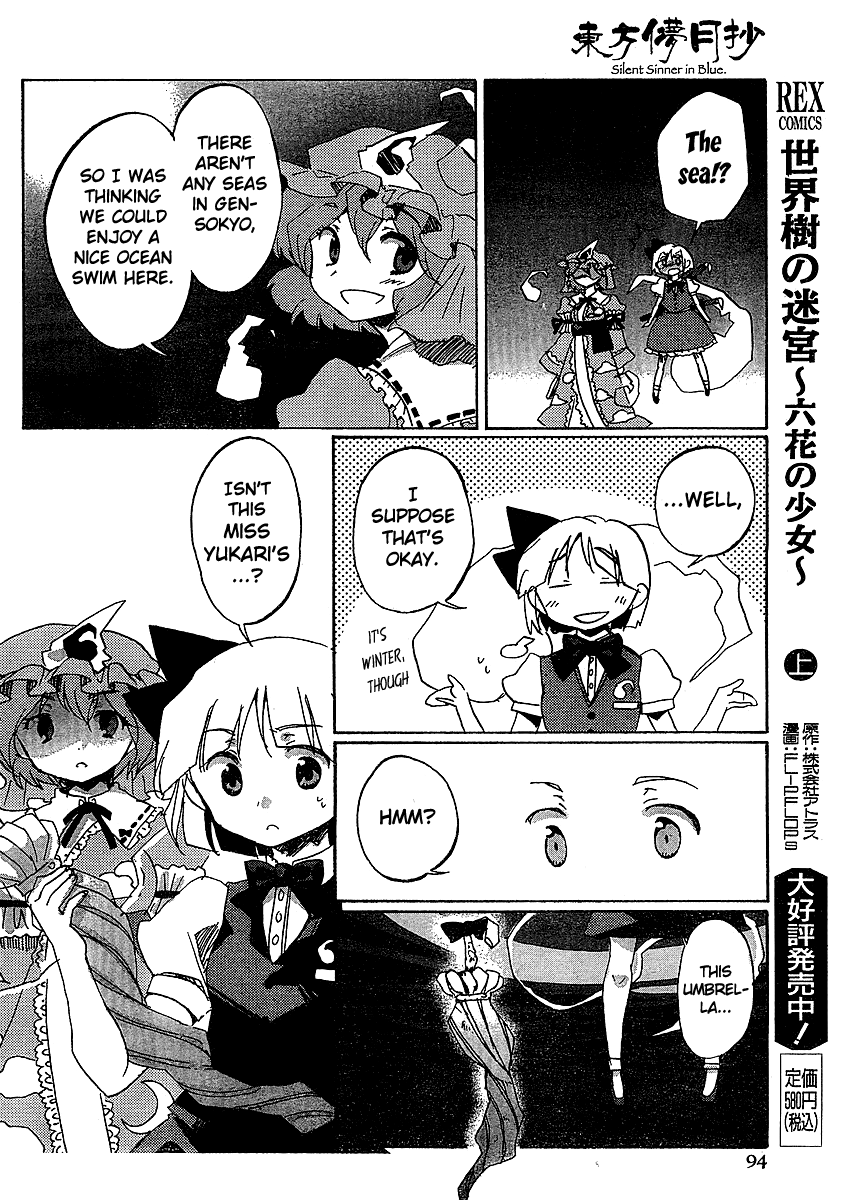 東方儚月抄
Silent Sinner in Blue.
The
sea!?
THERE
AREN'T
ANY SEAS
IN GEN-
SOKYO,
SO I WAS
THINKING
WE COULD
ENJOY A
NICE OCEAN
SWIM HERE.
...WELL,
I
SUPPOSE
THAT'S
OKAY.
IT'S
WINTER,
THOUGH
HMM?
THIS
UMBREL-
LA...
ISN'T
THIS
MISS
YUKARI'S
...?
REX
COMICS
世界樹の迷宮～六花の少女～
上
原作：株式会社アトラス
漫画：FLIPFLOPS
大好評発売中！
定価
580円
(税込)
94